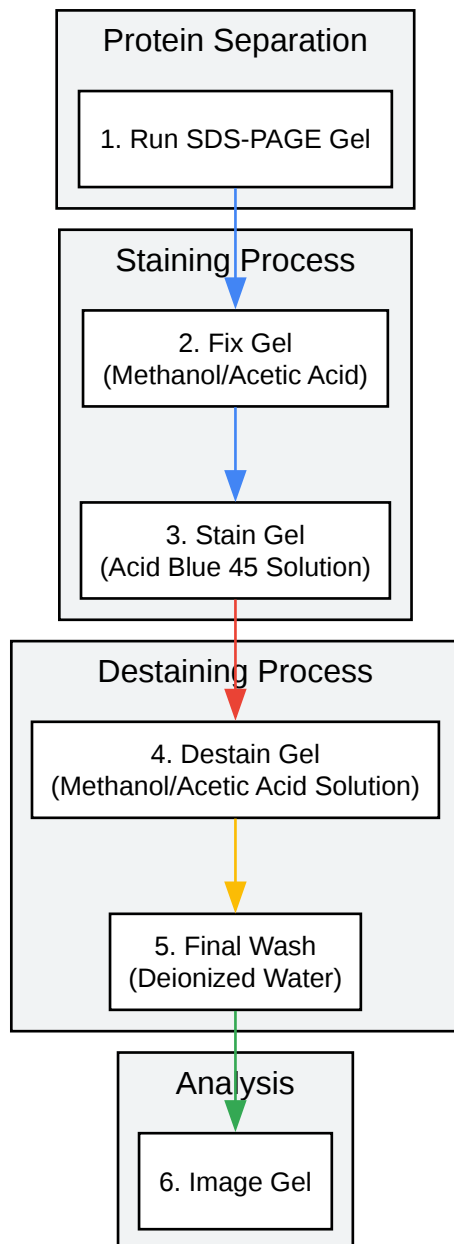 Protein Separation
1. Run SDS-PAGE Gel
Staining Process
2. Fix Gel
(Methanol/Acetic Acid)
3. Stain Gel
(Acid Blue 45 Solution)
Destaining Process
4. Destain Gel
(Methanol/Acetic Acid Solution)
5. Final Wash
(Deionized Water)
Analysis
6. Image Gel